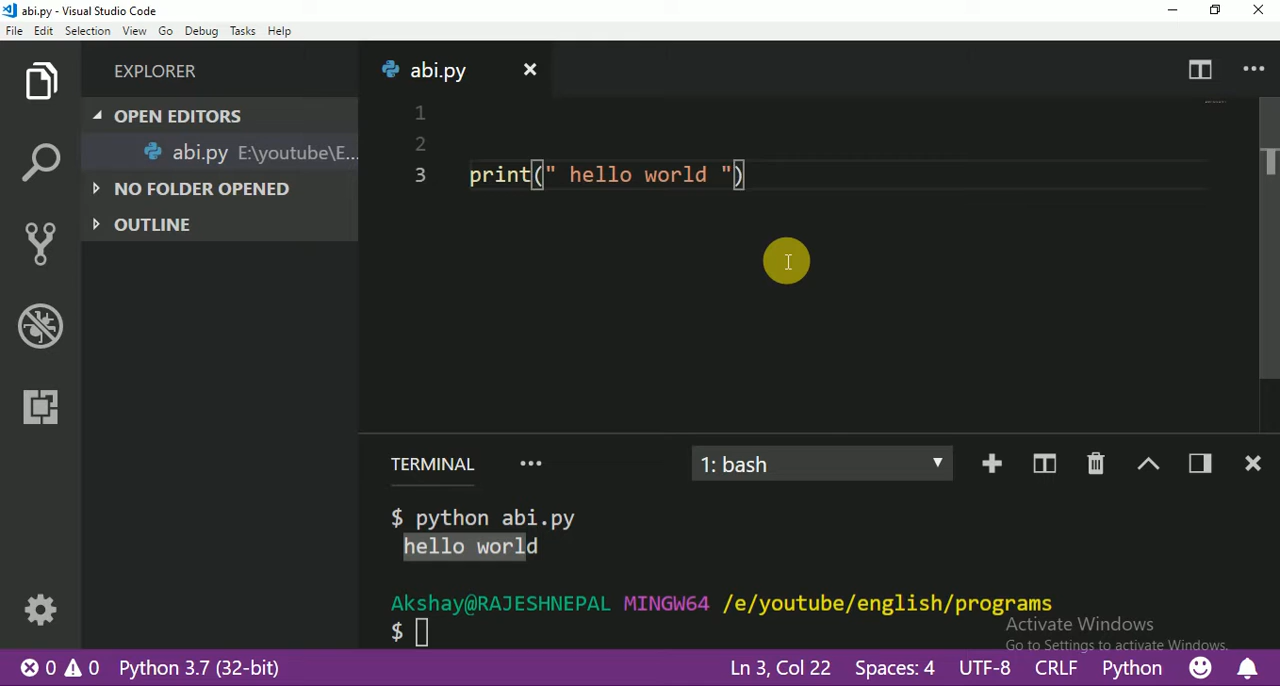 abi.py - Visual Studio Code
File Edit Selection View Go Debug Tasks Help
EXPLORER
OPEN EDITORS
abi.py E:\youtube\E...
NO FOLDER OPENED
OUTLINE
abi.py
1
2
3 print(" hello world ")
TERMINAL ... 1: bash
$ python abi.py
hello world
Akshay@RAJESHNEPAL MINGW64 /e/youtube/english/programs
$
Activate Windows
Go to Settings to activate Windows.
0 0 Python 3.7 (32-bit) Ln 3, Col 22 Spaces: 4 UTF-8 CRLF Python